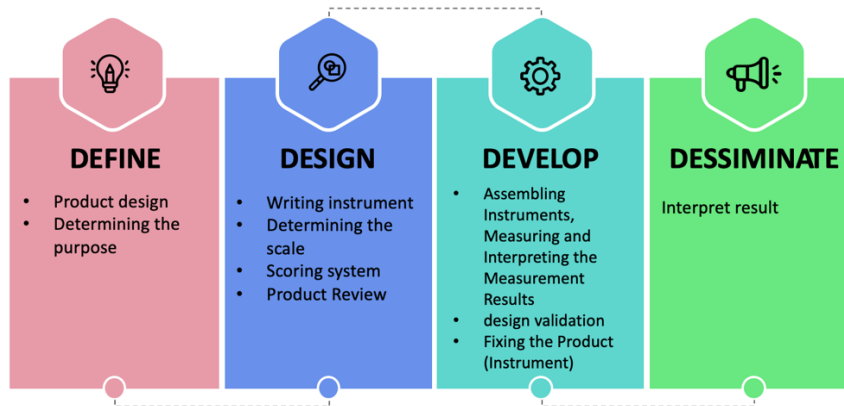 DEFINE
• Product design
• Determining the
purpose
DESIGN
• Writing instrument
• Determining the
scale
• Scoring system
• Product Review
DEVELOP
• Assembling
Instruments,
Measuring and
Interpreting the
Measurement
Results
• design validation
• Fixing the Product
(Instrument)
DESSIMINATE
Interpret result